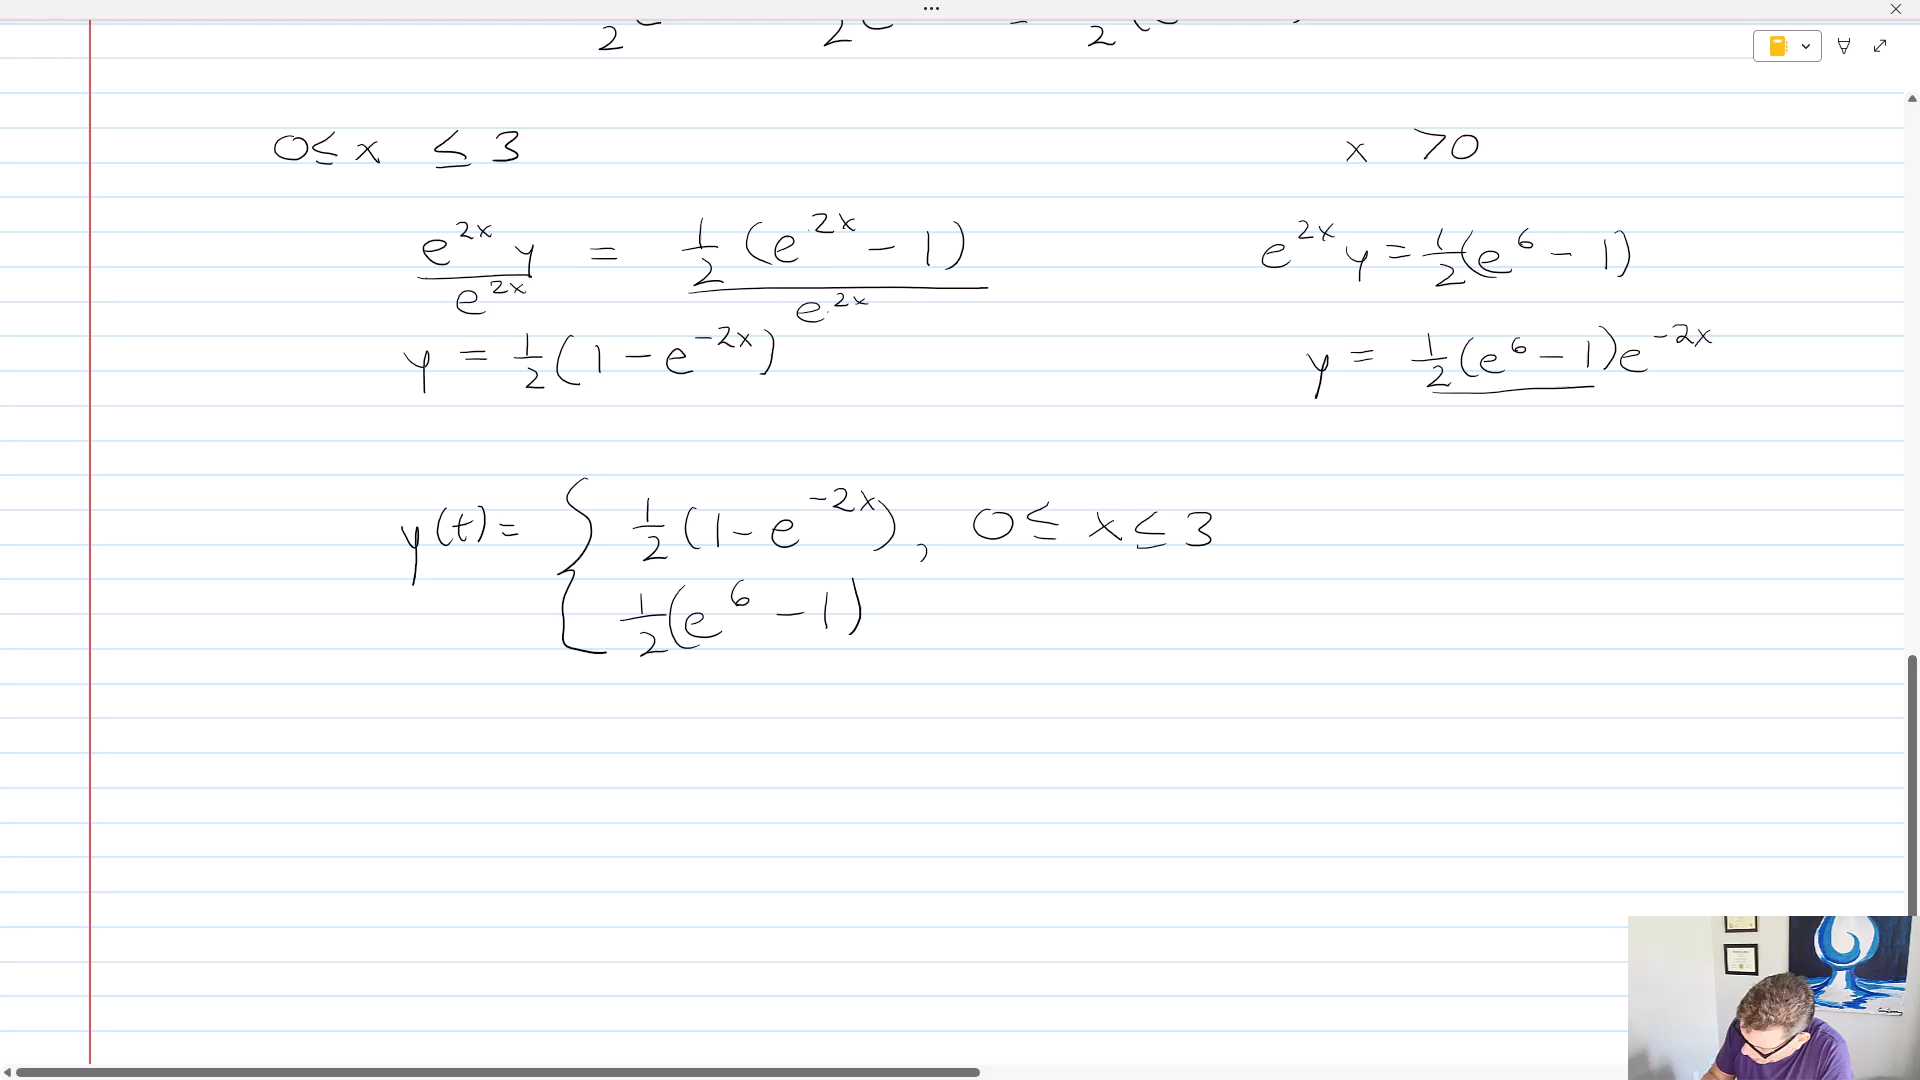 0 ≤ x ≤ 3
x > 0
e^{2x} y / e^{2x} = 1/2 (e^{2x} - 1) / e^{2x}
e^{2x} y = 1/2 (e^6 - 1)
y = 1/2 (1 - e^{-2x})
y = 1/2 (e^6 - 1) e^{-2x}
y(t) = { 1/2 (1 - e^{-2x}), 0 ≤ x ≤ 3
1/2 (e^6 - 1)